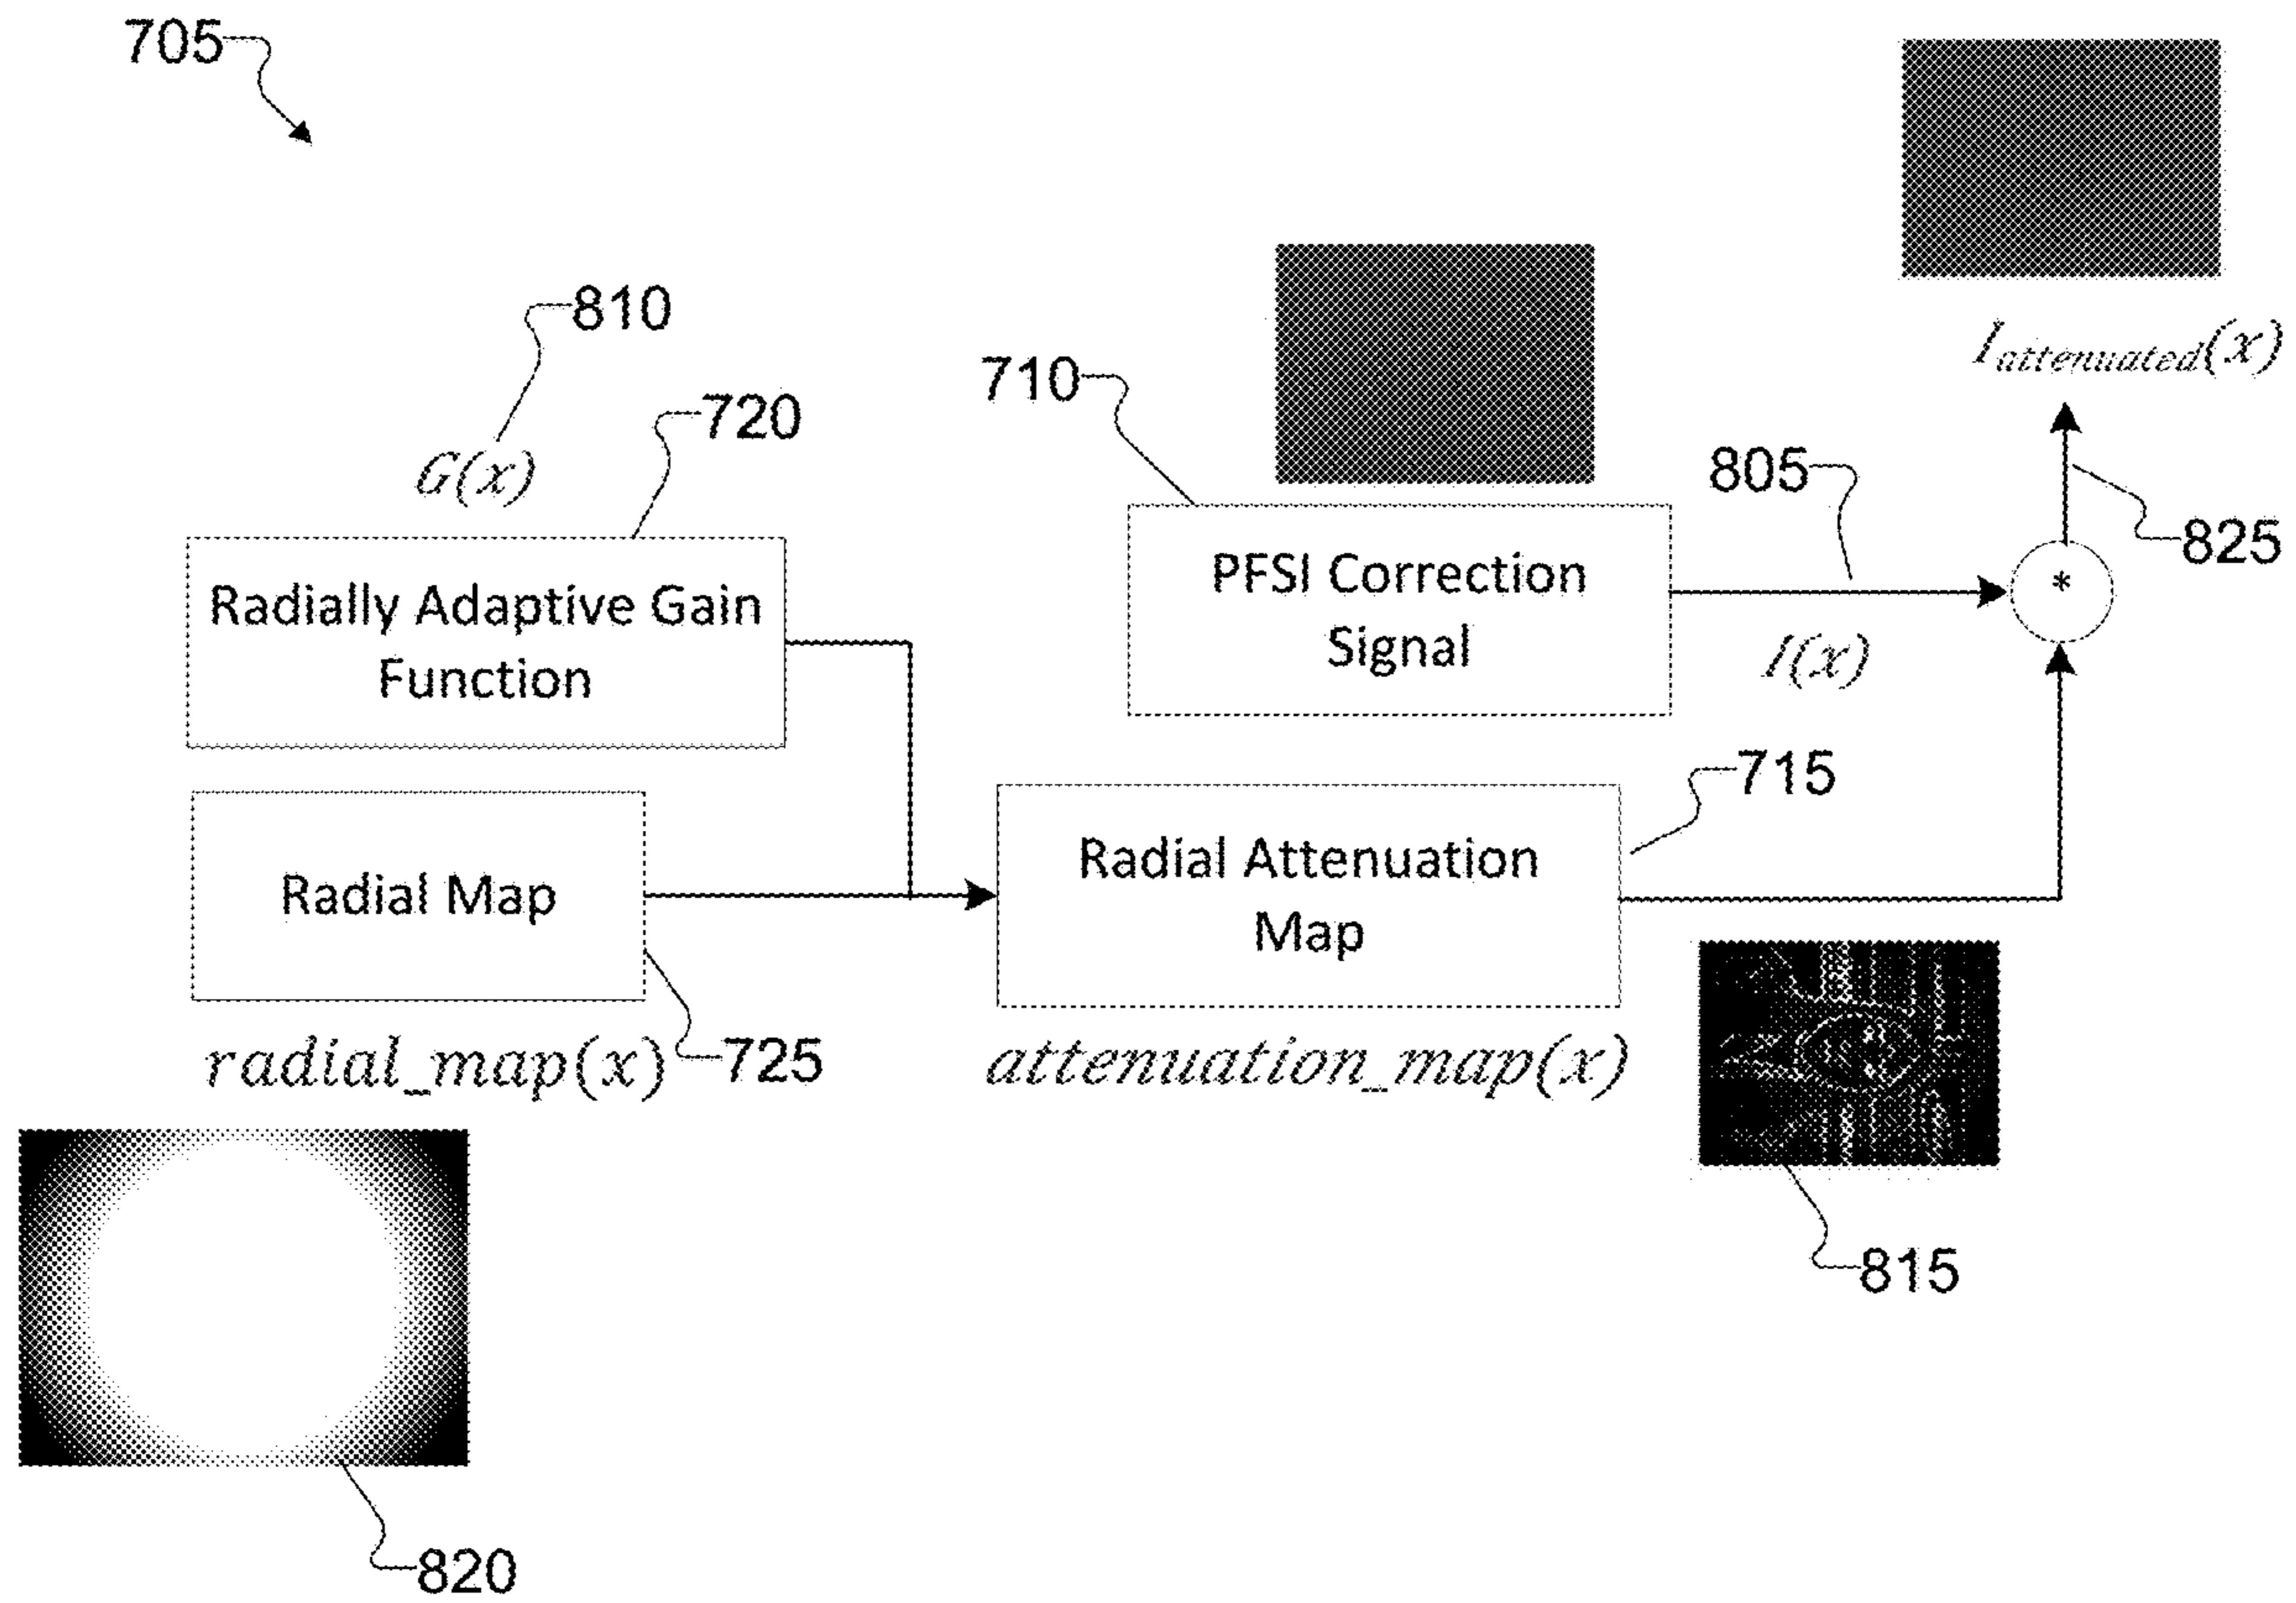 705
810
G(x)
720
Radially Adaptive Gain
Function
Radial Map
725
radial_map(x)
820
710
PFSI Correction
Signal
805
I(x)
I attenuated(x)
825
*
Radial Attenuation
Map
715
attenuation_map(x)
815